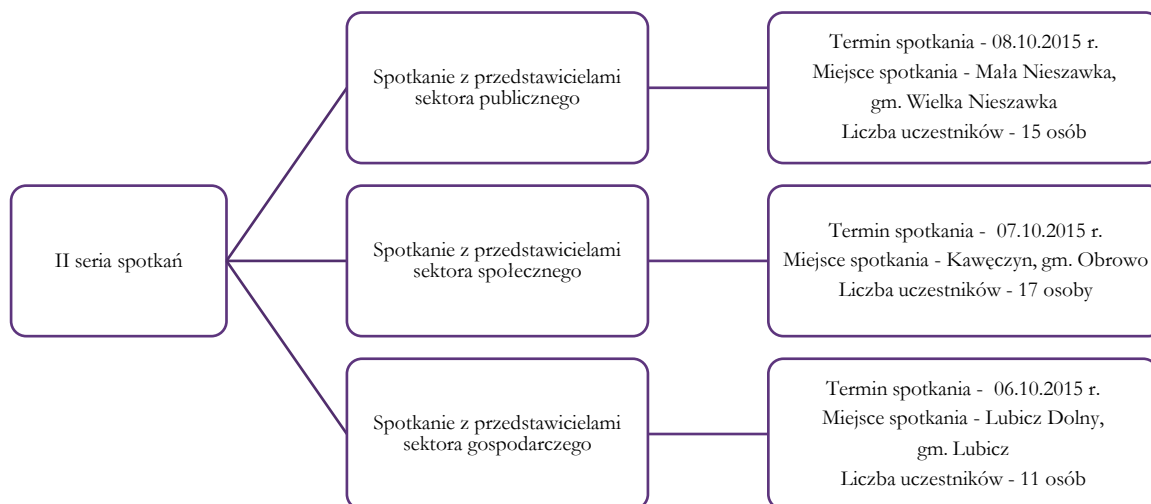 II seria spotkań
Spotkanie z przedstawicielami
sektora publicznego
Termin spotkania - 08.10.2015 r.
Miejsce spotkania - Mała Nieszawka,
gm. Wielka Nieszawka
Liczba uczestników - 15 osób
Spotkanie z przedstawicielami
sektora społecznego
Termin spotkania - 07.10.2015 r.
Miejsce spotkania - Kawęczyn, gm. Obrowo
Liczba uczestników - 17 osoby
Spotkanie z przedstawicielami
sektora gospodarczego
Termin spotkania - 06.10.2015 r.
Miejsce spotkania - Lubicz Dolny,
gm. Lubicz
Liczba uczestników - 11 osób